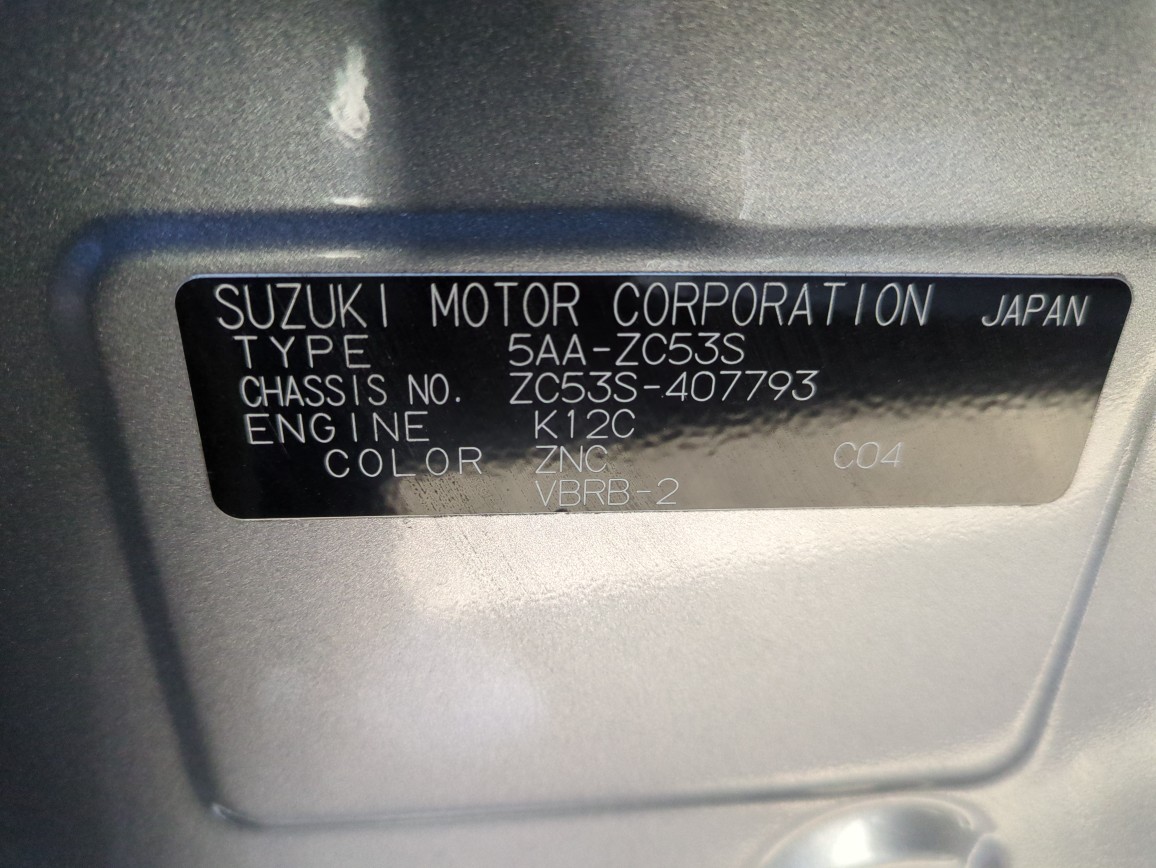 SUZUKI MOTOR CORPORATION JAPAN
TYPE 5AA-ZC53S
CHASSIS NO. ZC53S-407793
ENGINE K12C
COLOR ZNC C04
VBRB-2